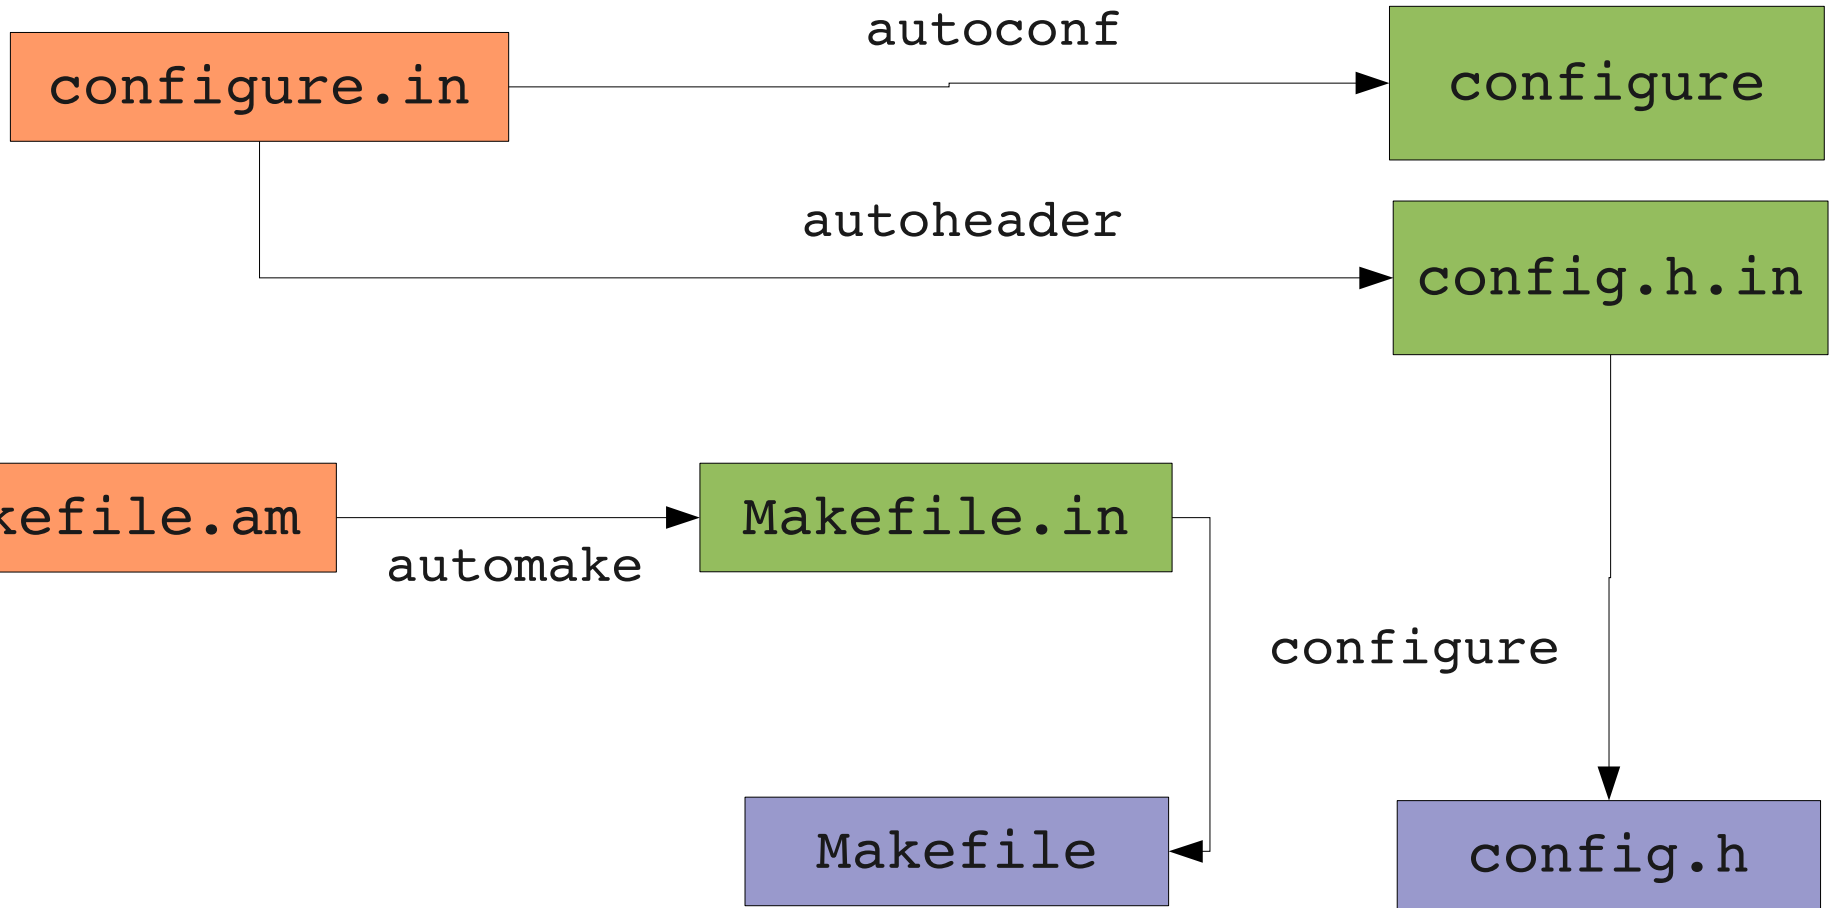 autoconf
configure.in
configure
autoheader
config.h.in
kefile.am
Makefile.in
automake
configure
Makefile
config.h